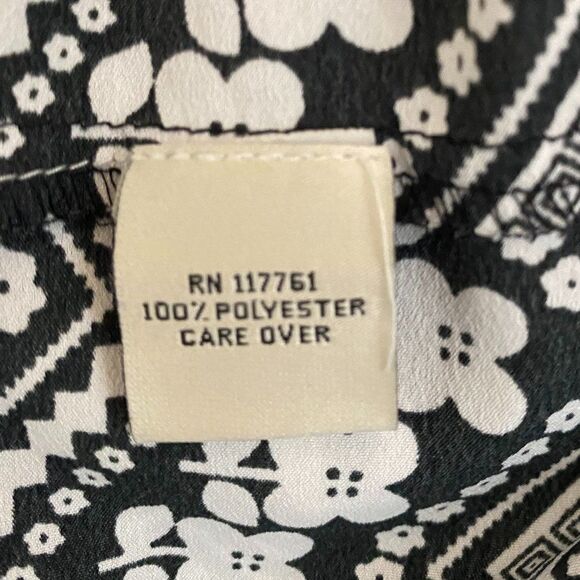 RN 117761
100% POLYESTER
CARE OVER